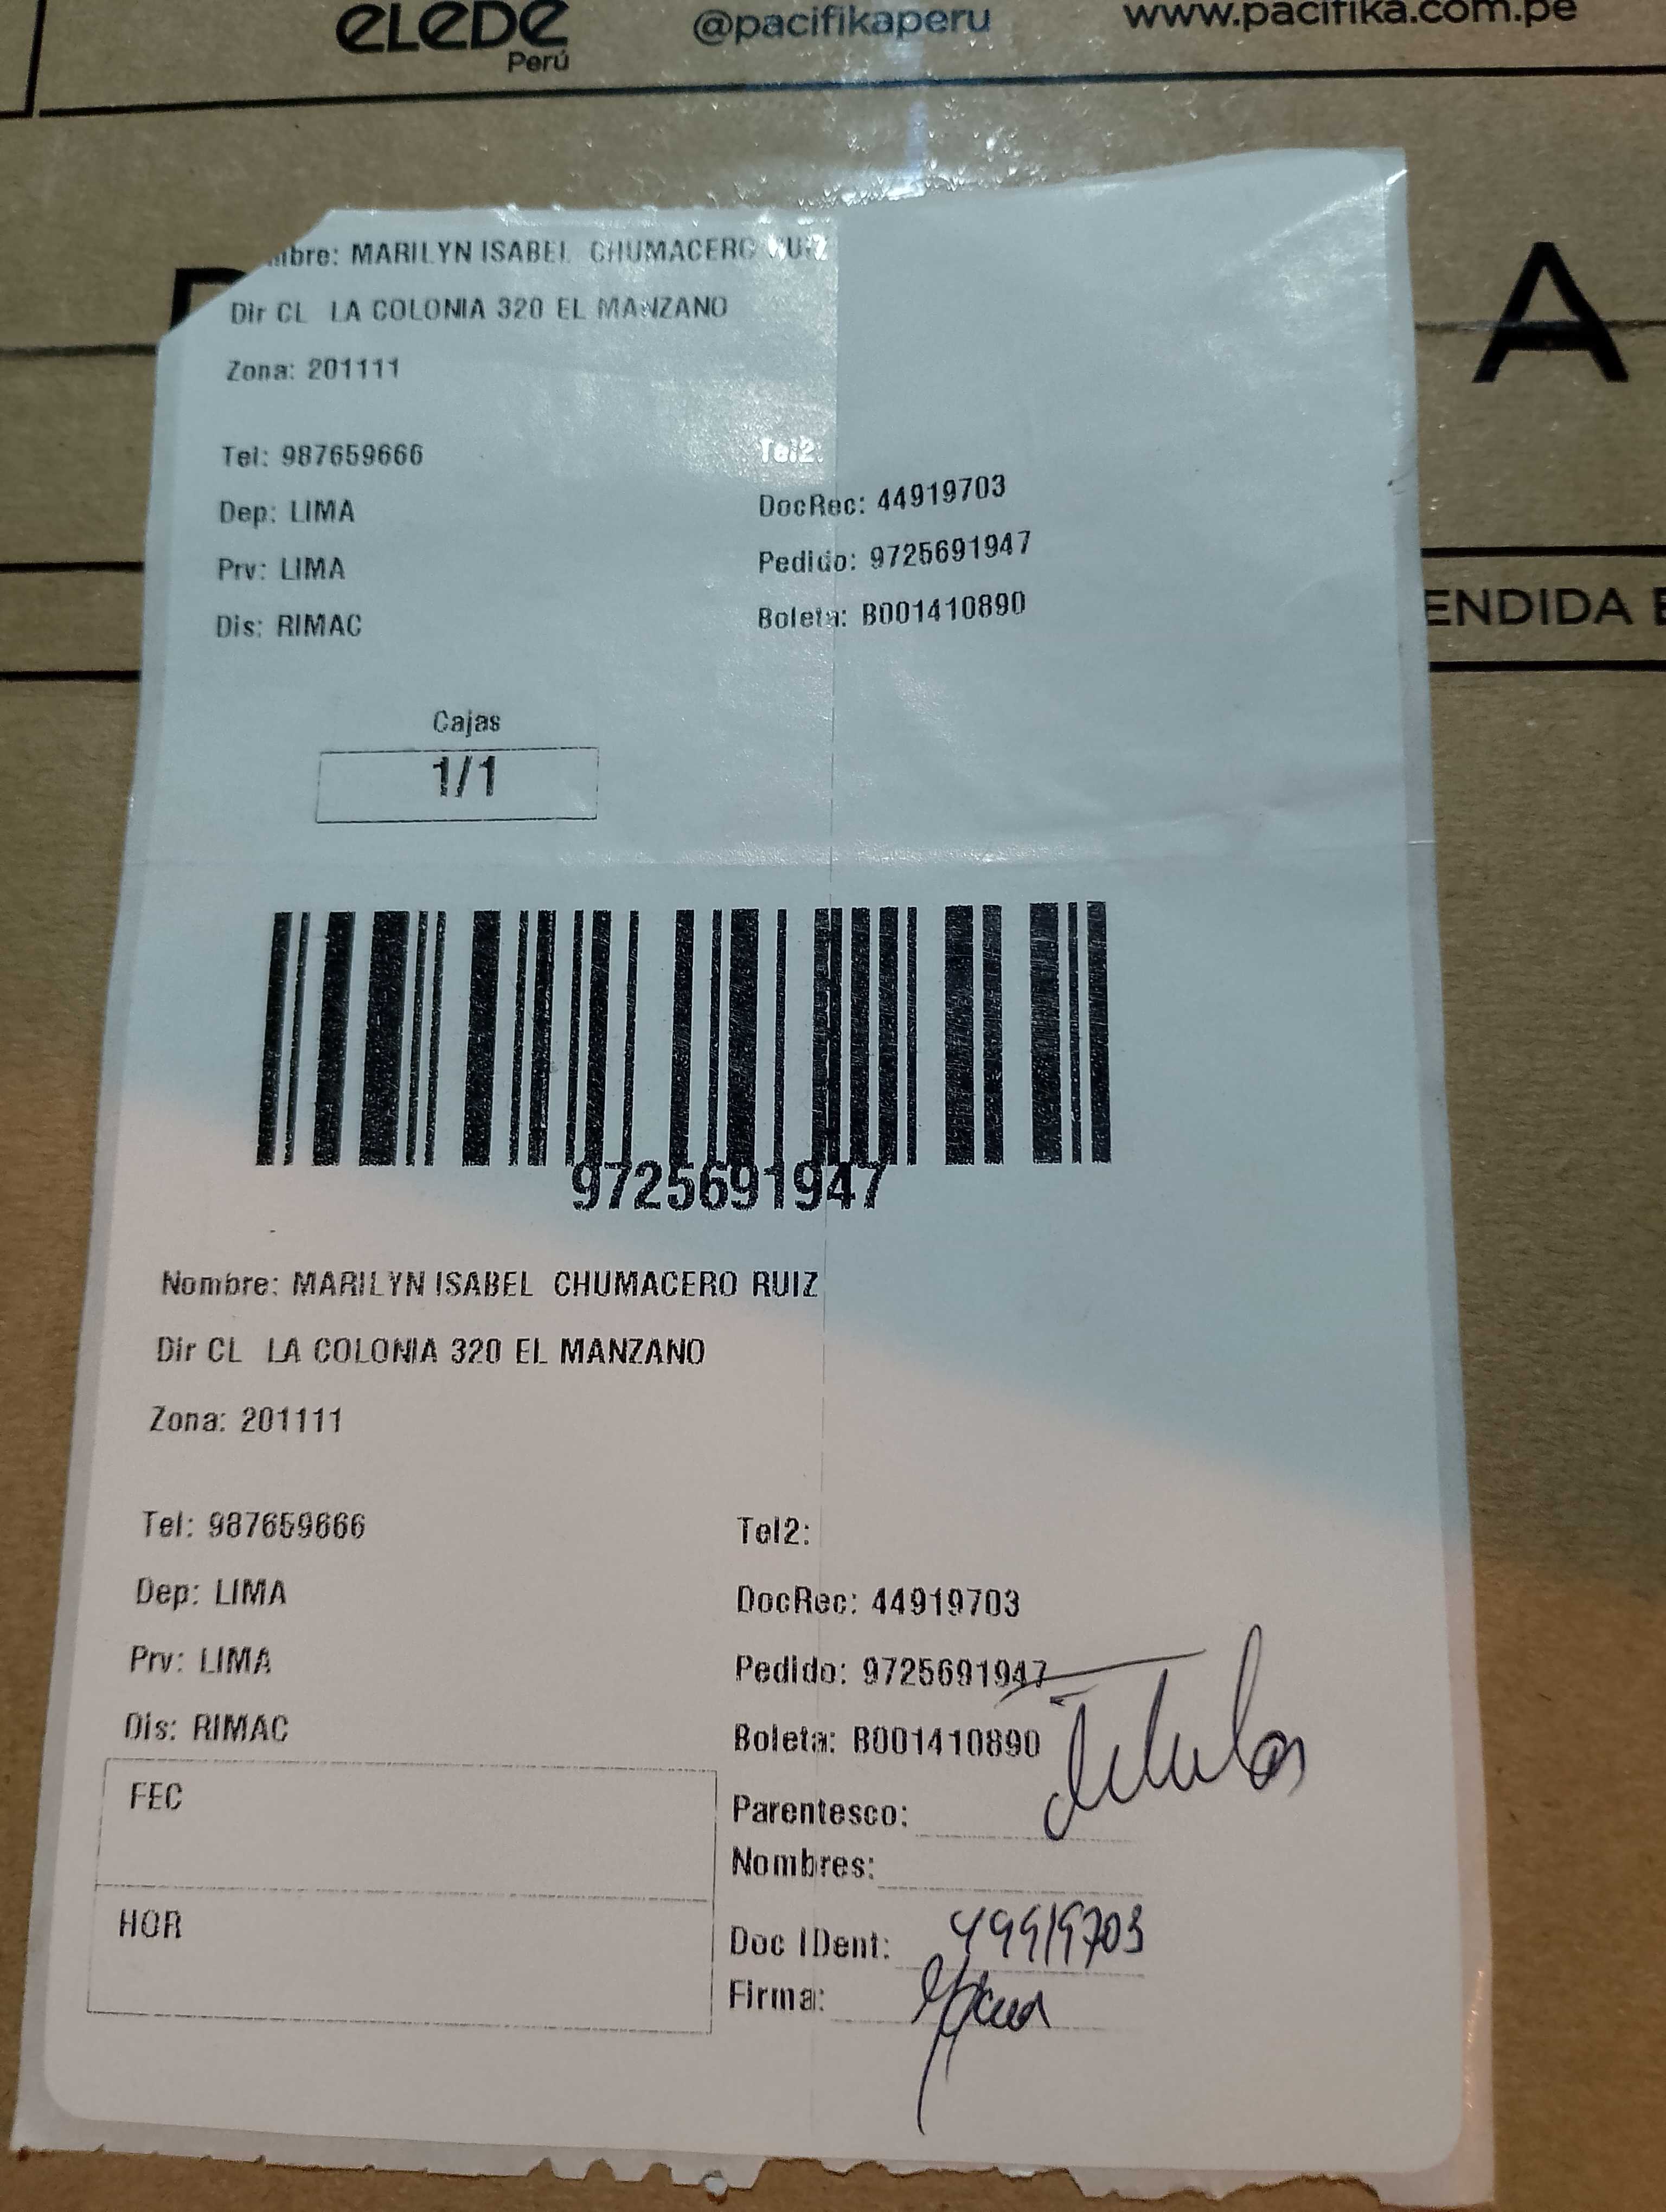 eLeDe
Perú
@pacifikaperu
www.pacifika.com.pe
A
ENDIDA E
mbre: MARILYN ISABEL CHUMACERO RUIZ
Dir CL LA COLONIA 320 EL MANZANO
Zona: 201111
Tel: 987659666
Tel2:
Dep: LIMA
DocRec: 44919703
Prv: LIMA
Pedido: 9725691947
Dis: RIMAC
Boleta: B001410890
Cajas
1/1
9725691947
Nombre: MARILYN ISABEL CHUMACERO RUIZ
Dir CL LA COLONIA 320 EL MANZANO
Zona: 201111
Tel: 987659666
Tel2:
Dep: LIMA
DocRec: 44919703
Prv: LIMA
Pedido: 9725691947
Dis: RIMAC
Boleta: B001410890
FEC
Parentesco:
Nombres:
HOR
Doc IDent: 44919703
Firma: